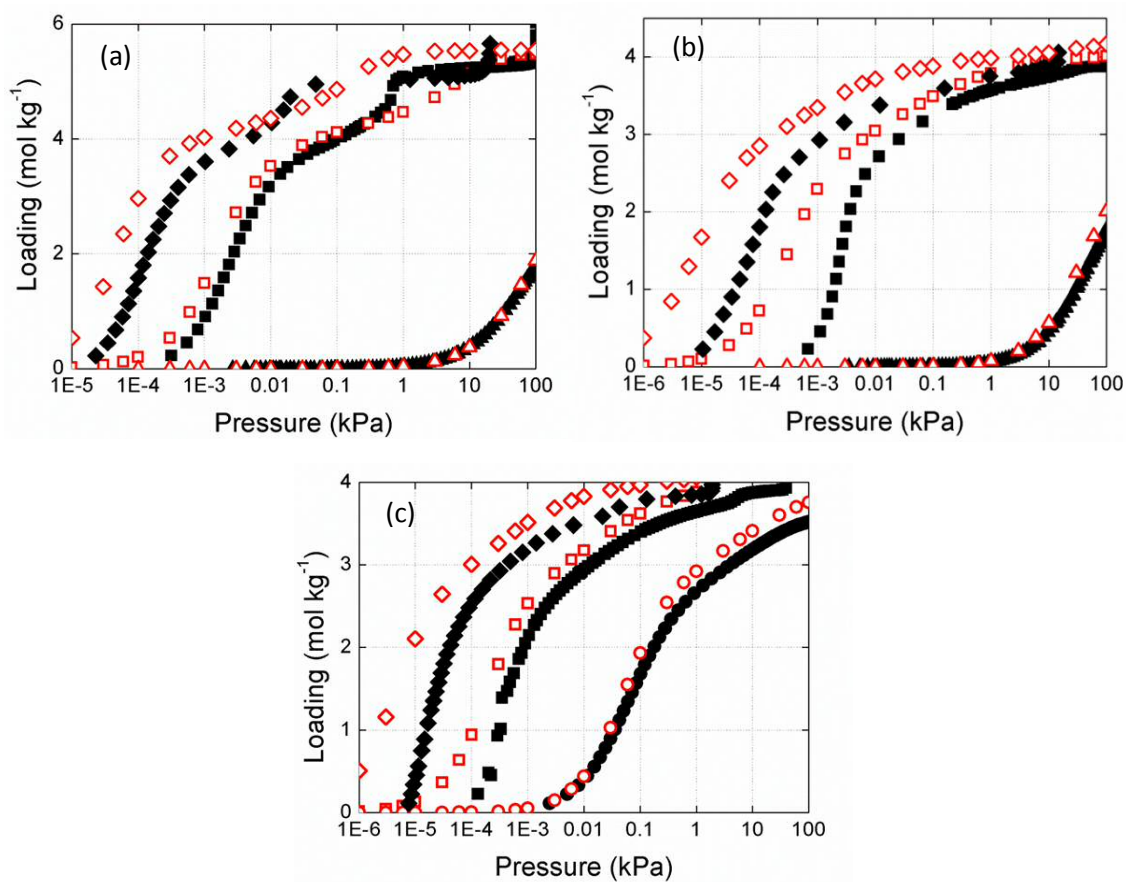 (a)
Loading (mol kg⁻¹)
6
4
2
0
1E-5 1E-4 1E-3 0.01 0.1 1 10 100
Pressure (kPa)
(b)
Loading (mol kg⁻¹)
4
3
2
1
0
1E-6 1E-5 1E-4 1E-3 0.01 0.1 1 10 100
Pressure (kPa)
(c)
Loading (mol kg⁻¹)
4
3
2
1
0
1E-6 1E-5 1E-4 1E-3 0.01 0.1 1 10 100
Pressure (kPa)